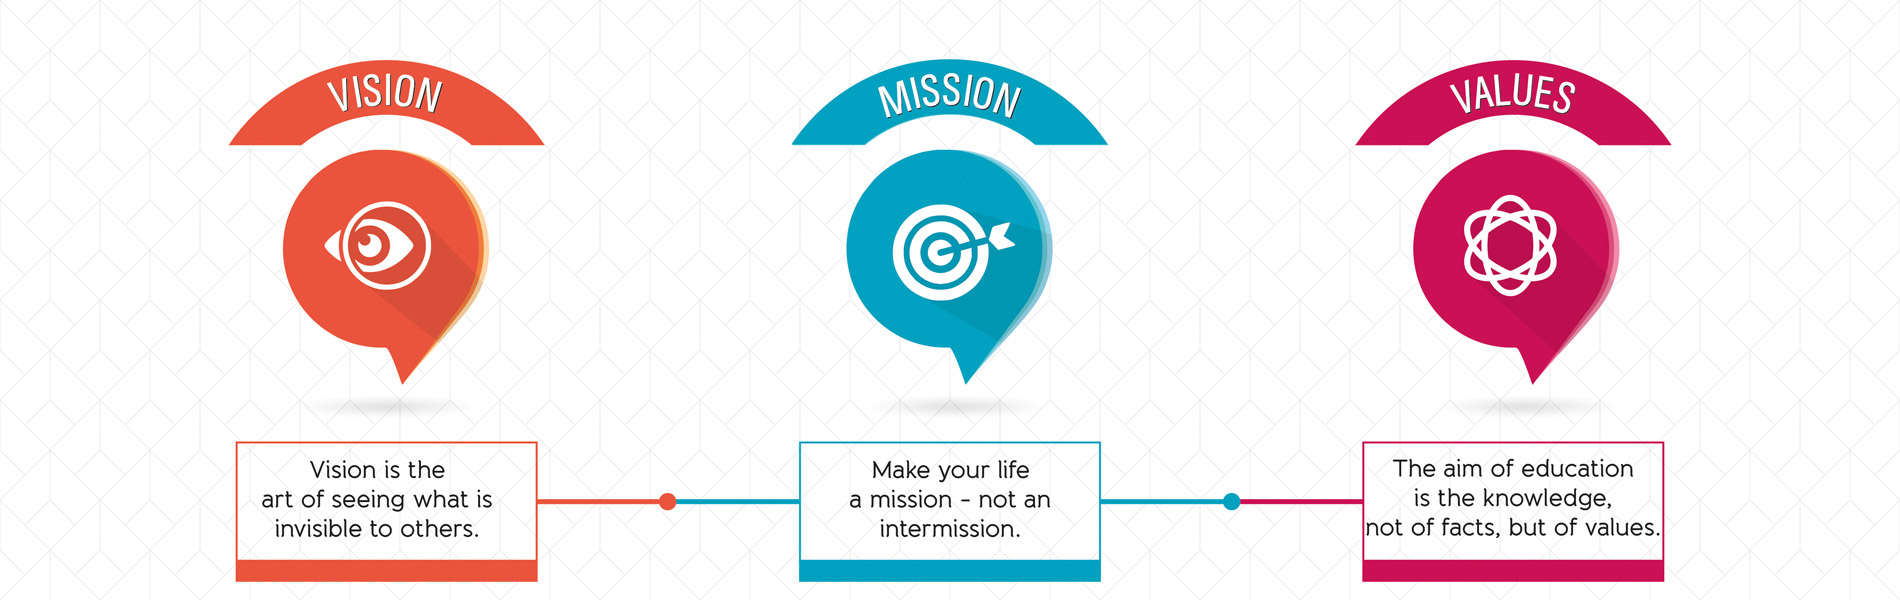 VISION
Vision is the
art of seeing what is
invisible to others.
MISSION
Make your life
a mission - not an
intermission.
VALUES
The aim of education
is the knowledge,
not of facts, but of values.